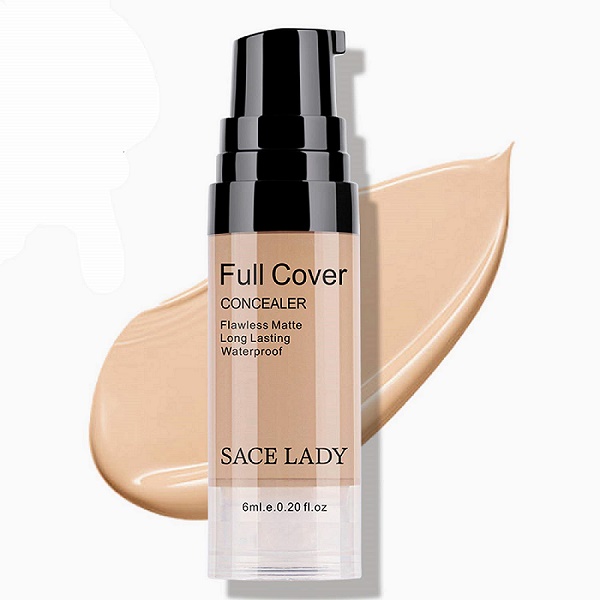 Full Cover
CONCEALER
Flawless Matte
Long Lasting
Waterproof
SACE LADY
6ml.e.0.20 fl.oz